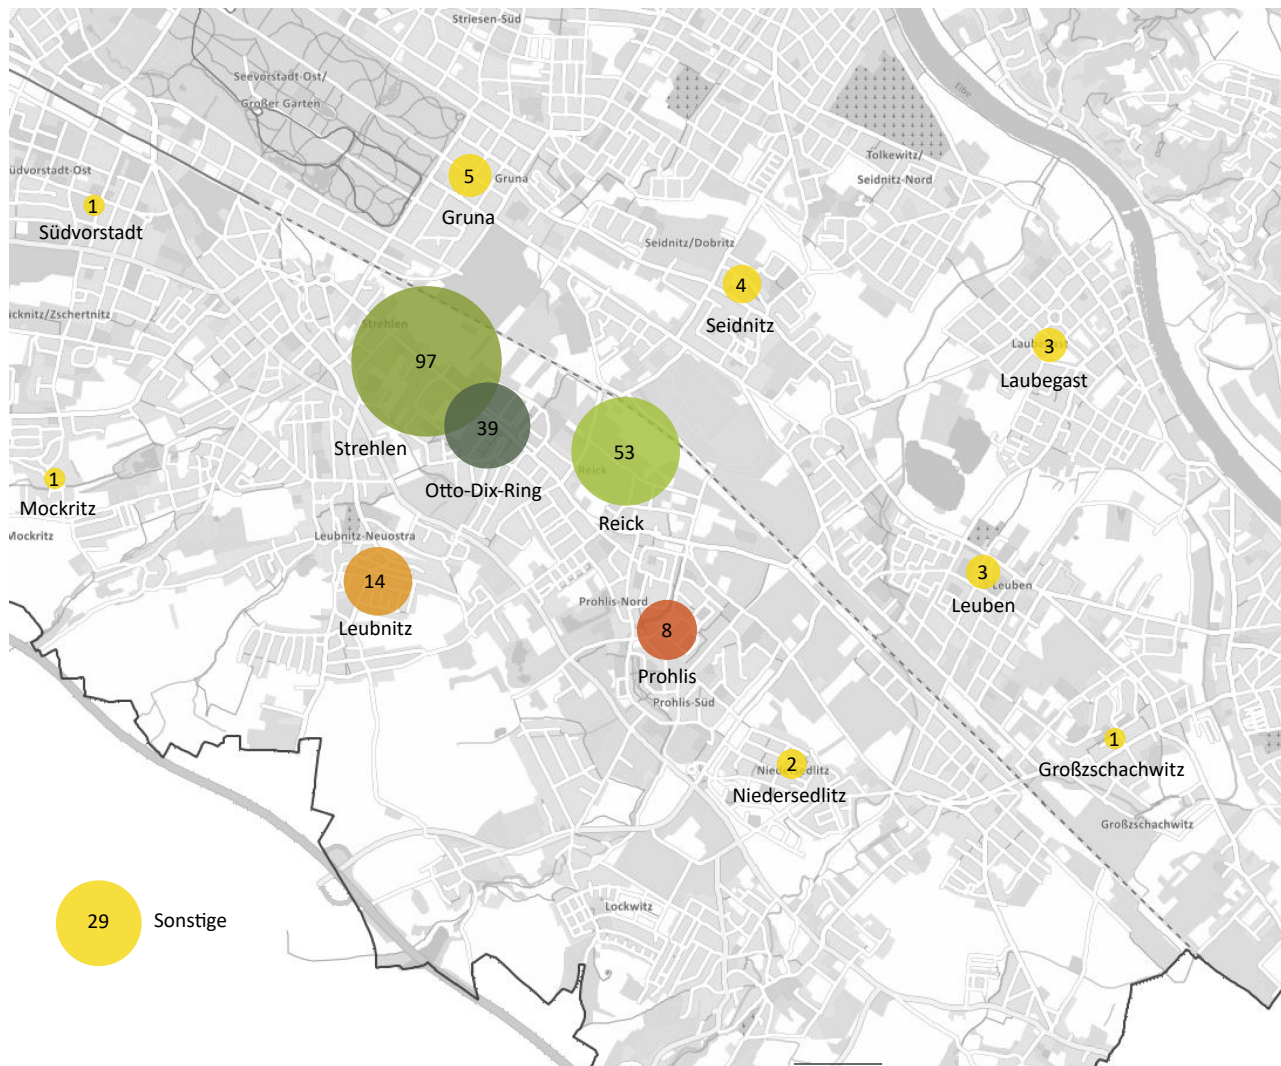 Striesen-Süd
Seevorstadt-Ost/
Großer Garten
Elbe
Tolkewitz/
Seidnitz-Nord
Südvorstadt-Ost
1
Südvorstadt
5
Gruna
Gruna
Seidnitz/Dobritz
4
Seidnitz
Strehlen
97
Strehlen
3
Laubegast
39
Otto-Dix-Ring
53
Reick
Reick
1
Mockritz
Mockritz
Leubnitz-Neuostra
14
Leubnitz
Prohlis-Nord
8
Prohlis
Prohlis-Süd
3
Leuben
Leuben
2
Niedersedlitz
1
Großzschachwitz
Großzschachwitz
Lockwitz
29
Sonstige